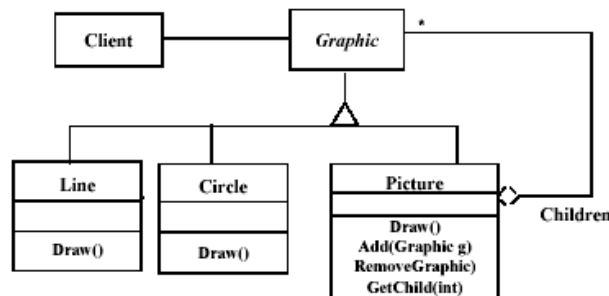 Client
Graphic
*
Line
Circle
Picture
Children
Draw()
Draw()
Draw()
Add(Graphic g)
RemoveGraphic)
GetChild(int)